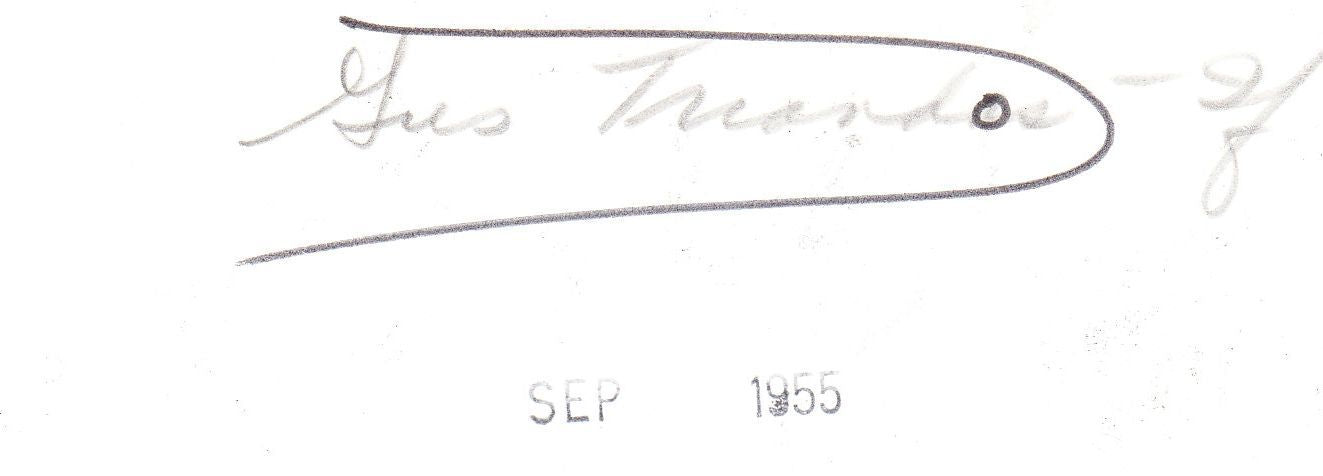 Gus Triandos -
SEP 1955